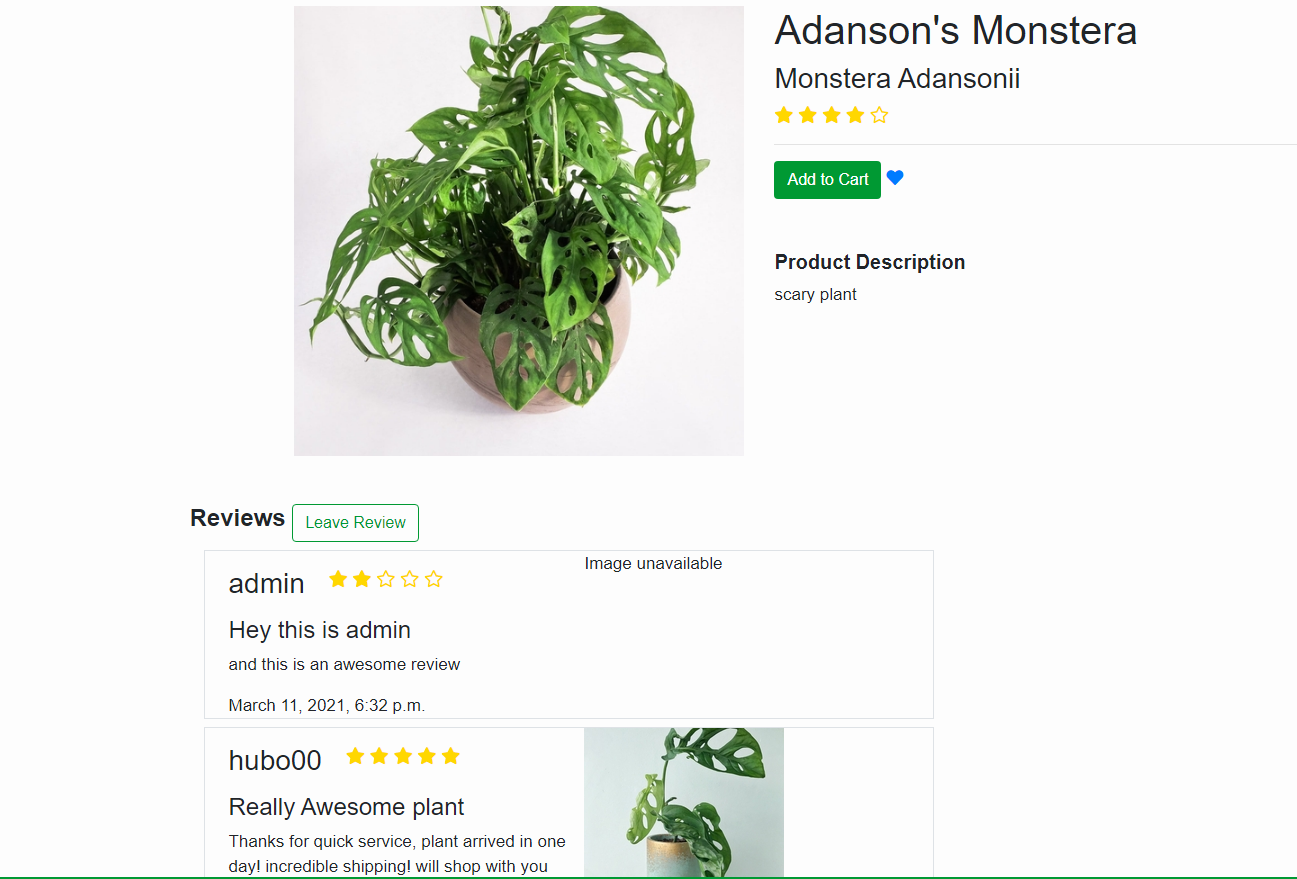 Adanson's Monstera
Monstera Adansonii
Add to Cart
Product Description
scary plant
Reviews
Leave Review
admin
Image unavailable
Hey this is admin
and this is an awesome review
March 11, 2021, 6:32 p.m.
hubo00
Really Awesome plant
Thanks for quick service, plant arrived in one
day! incredible shipping! will shop with you